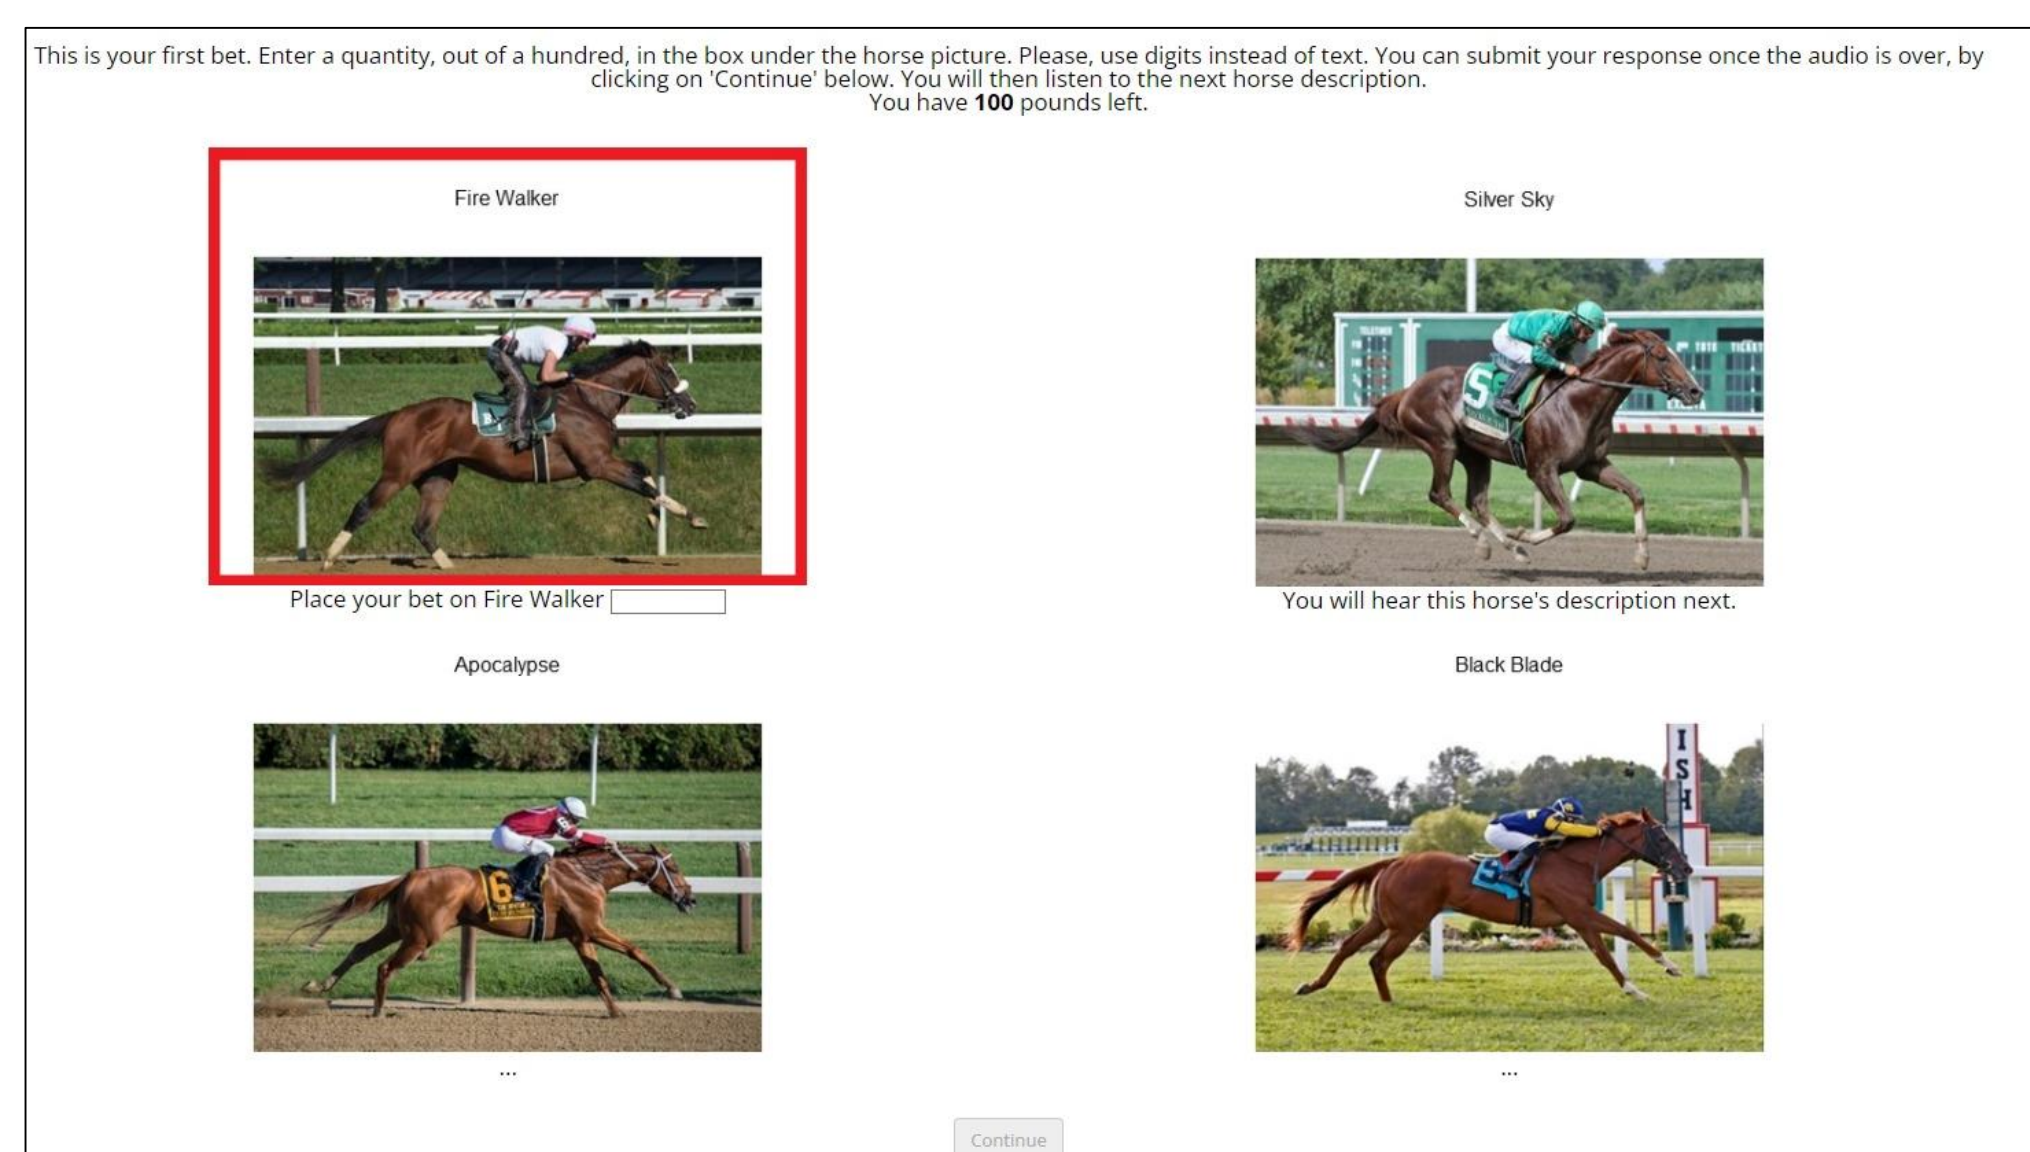 This is your first bet. Enter a quantity, out of a hundred, in the box under the horse picture. Please, use digits instead of text. You can submit your response once the audio is over, by
clicking on 'Continue' below. You will then listen to the next horse description.
You have 100 pounds left.
Fire Walker
Silver Sky
5
Place your bet on Fire Walker
You will hear this horse's description next.
Apocalypse
Black Blade
6
I
S
H
...
...
Continue